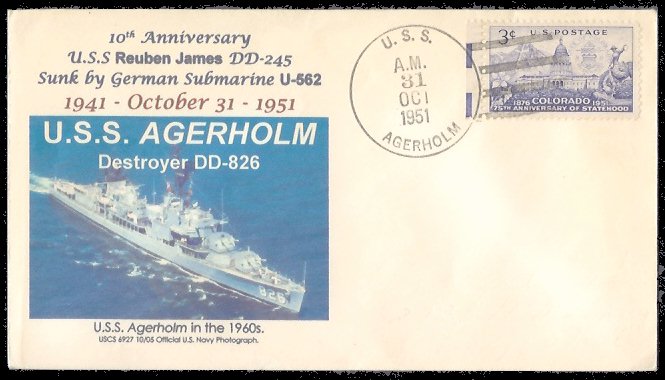 10th Anniversary
U.S.S Reuben James DD-245
Sunk by German Submarine U-562
1941 - October 31 - 1951
U.S.S. AGERHOLM
Destroyer DD-826
826
U.S.S. Agerholm in the 1960s.
USCS 6927 10/05 Official U.S. Navy Photograph.
U. S. S.
A.M.
31
OCT
1951
AGERHOLM
3¢ U.S. POSTAGE
1876 COLORADO 1951
75TH ANNIVERSARY OF STATEHOOD